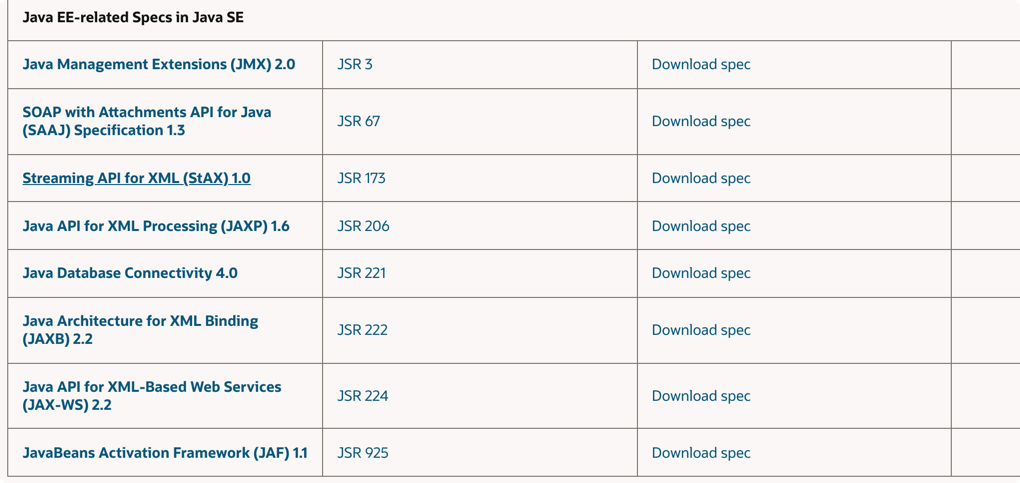 Java EE-related Specs in Java SE
Java Management Extensions (JMX) 2.0 JSR 3 Download spec
SOAP with Attachments API for Java
(SAAJ) Specification 1.3 JSR 67 Download spec
Streaming API for XML (StAX) 1.0 JSR 173 Download spec
Java API for XML Processing (JAXP) 1.6 JSR 206 Download spec
Java Database Connectivity 4.0 JSR 221 Download spec
Java Architecture for XML Binding
(JAXB) 2.2 JSR 222 Download spec
Java API for XML-Based Web Services
(JAX-WS) 2.2 JSR 224 Download spec
JavaBeans Activation Framework (JAF) 1.1 JSR 925 Download spec